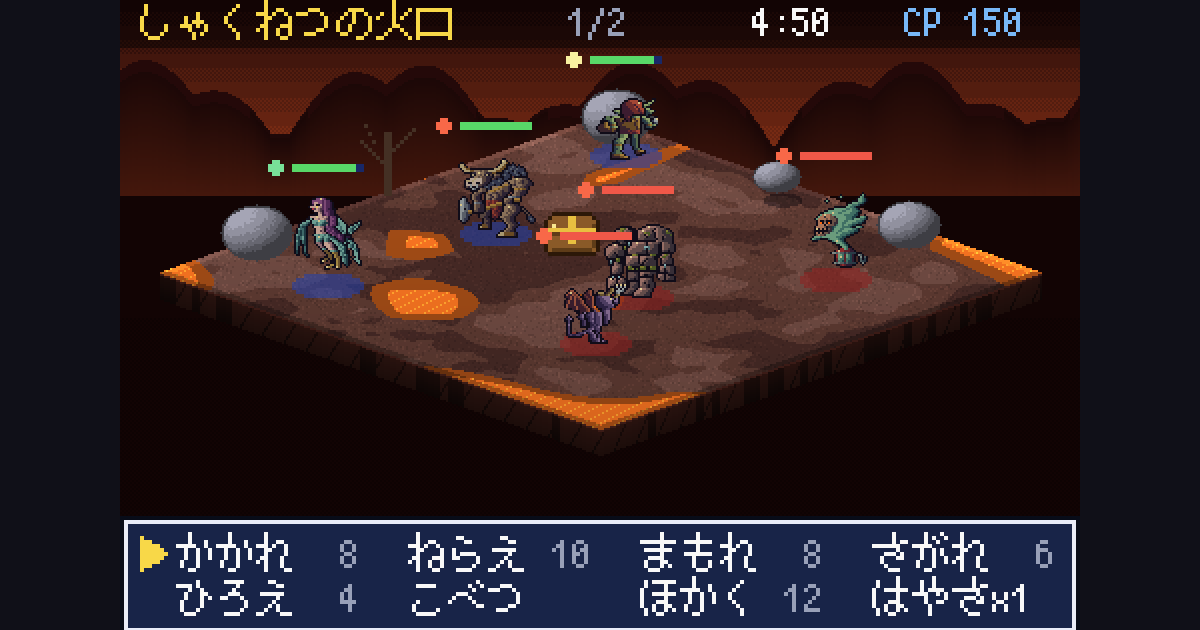 しゃくねつの火口 1/2 4:50 CP 150
かかれ 8 ねらえ 10 まもれ 8 さがれ 6
ひろえ 4 こべつ ほかく 12 はやさx1